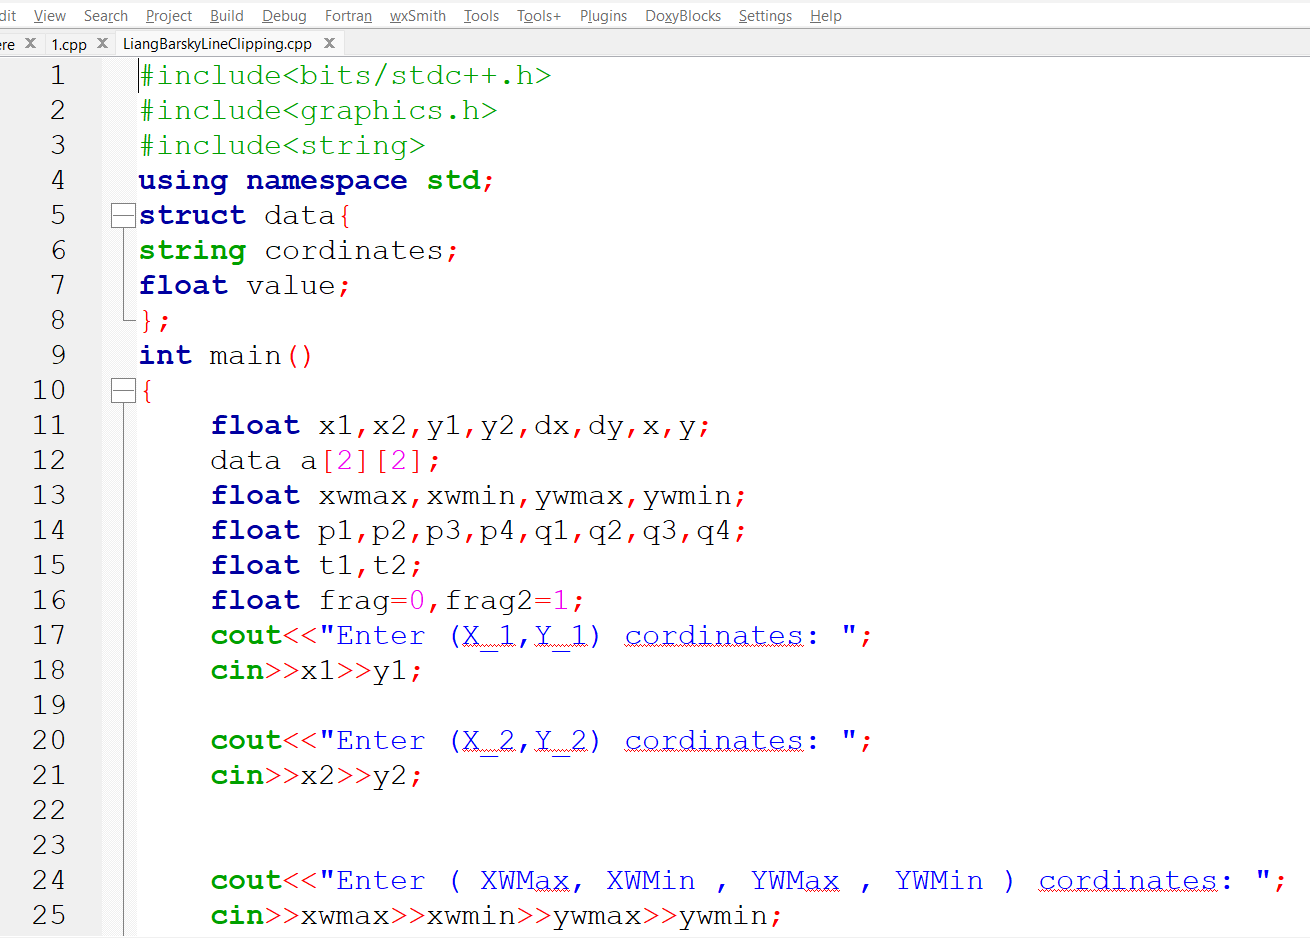 dit View Search Project Build Debug Fortran wxSmith Tools Tools+ Plugins DoxyBlocks Settings Help
ere X 1.cpp X LiangBarskyLineClipping.cpp X
1 #include<bits/stdc++.h>
2 #include<graphics.h>
3 #include<string>
4 using namespace std;
5 struct data{
6 string cordinates;
7 float value;
8 };
9 int main()
10 {
11     float x1,x2,y1,y2,dx,dy,x,y;
12     data a[2][2];
13     float xwmax,xwmin,ywmax,ywmin;
14     float p1,p2,p3,p4,q1,q2,q3,q4;
15     float t1,t2;
16     float frag=0,frag2=1;
17     cout<<"Enter (X_1,Y_1) cordinates: ";
18     cin>>x1>>y1;
19
20     cout<<"Enter (X_2,Y_2) cordinates: ";
21     cin>>x2>>y2;
22
23
24     cout<<"Enter ( XWMax, XWMin , YWMax , YWMin ) cordinates: ";
25     cin>>xwmax>>xwmin>>ywmax>>ywmin;